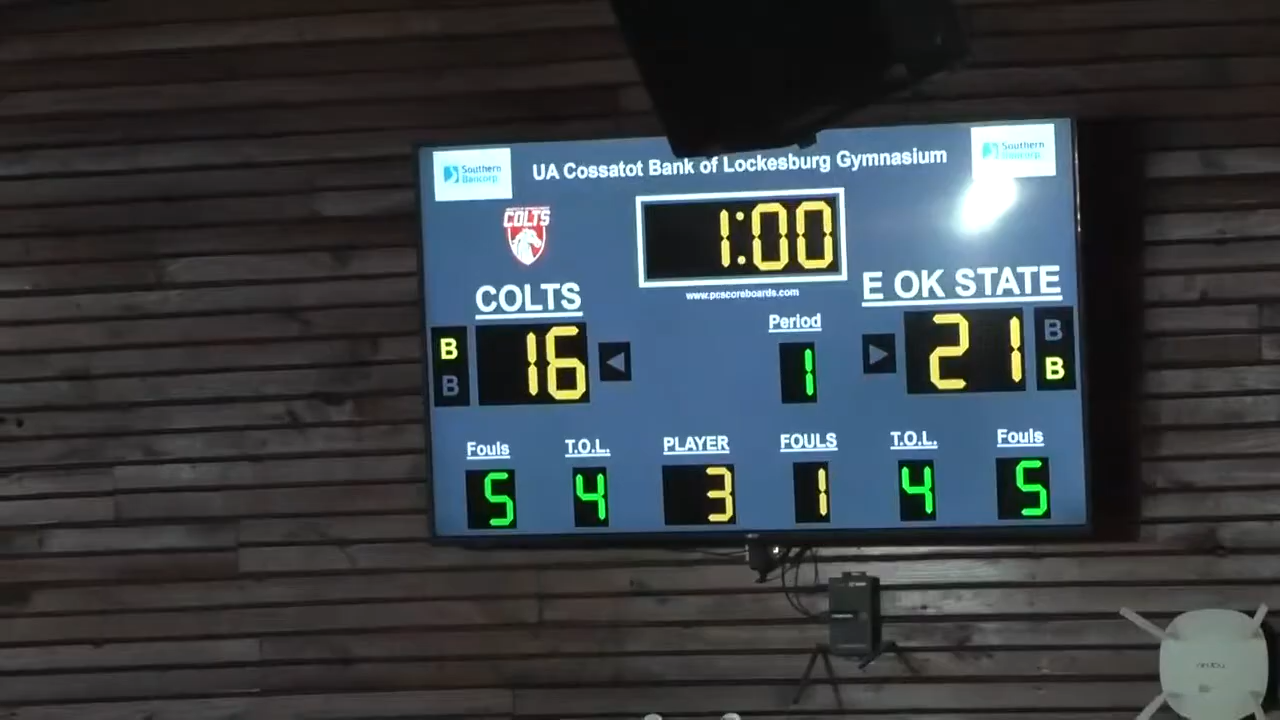 Southern
Bancorp
UA Cossatot Bank of Lockesburg Gymnasium
Southern
Bancorp
COLTS
1:00
www.pcscoreboards.com
COLTS
E OK STATE
Period
B
B
16
1
21
B
B
Fouls
T.O.L.
PLAYER
FOULS
T.O.L.
Fouls
5
4
3
1
4
5